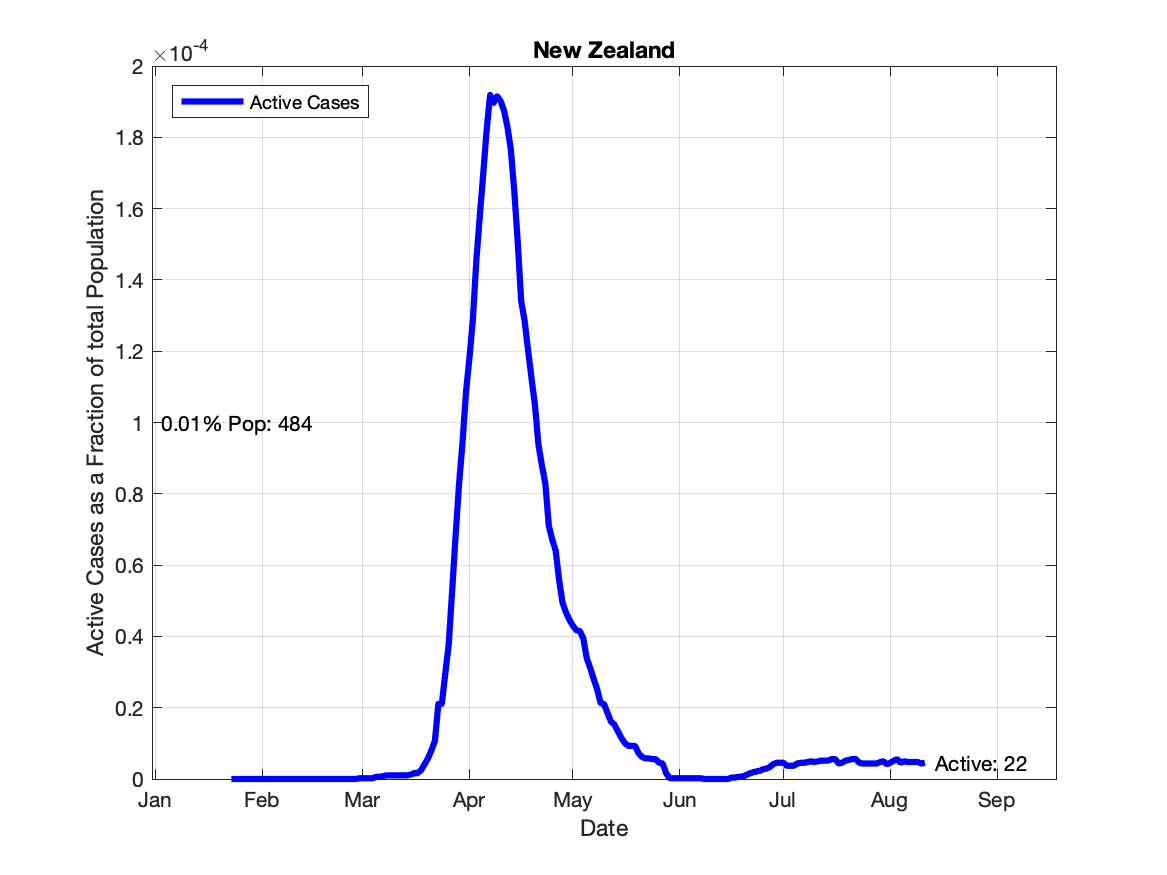 New Zealand
×10⁻⁴
Active Cases
2
1.8
1.6
1.4
1.2
1
0.8
0.6
0.4
0.2
0
0.01% Pop: 484
Active: 22
Active Cases as a Fraction of total Population
Jan Feb Mar Apr May Jun Jul Aug Sep
Date